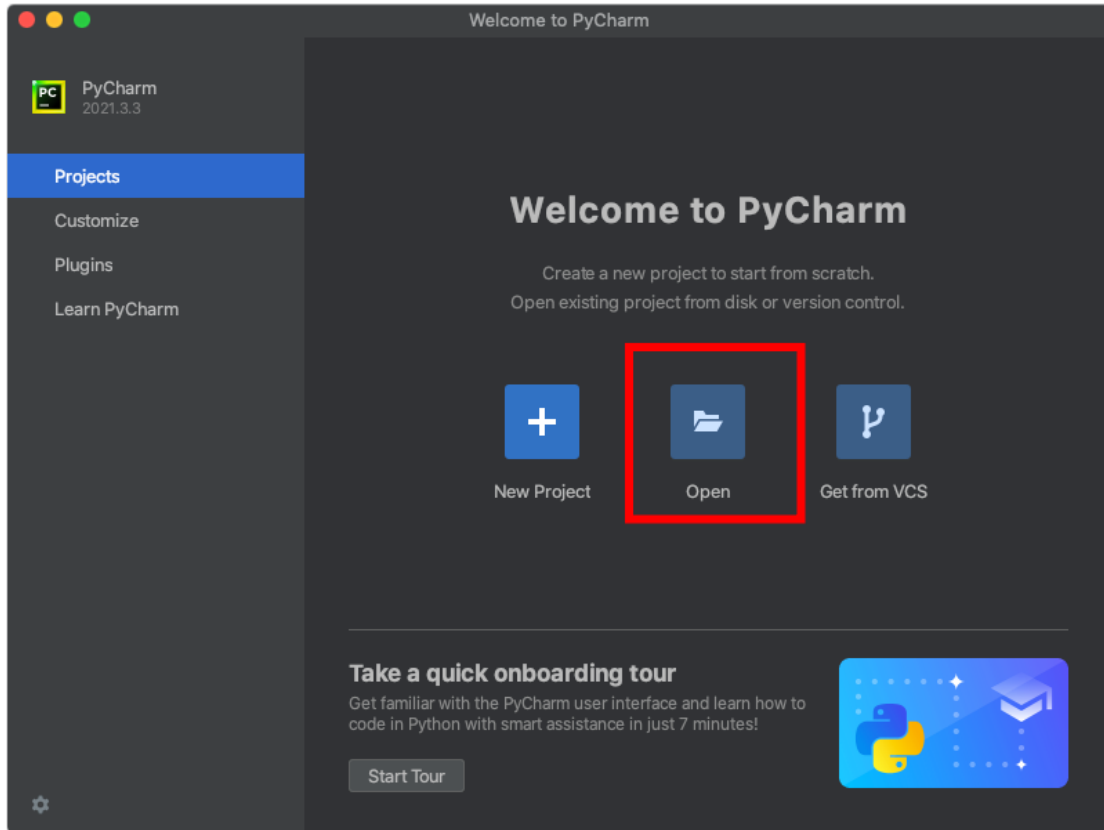 Welcome to PyCharm
PC
PyCharm
2021.3.3
Projects
Customize
Plugins
Learn PyCharm
Welcome to PyCharm
Create a new project to start from scratch.
Open existing project from disk or version control.
New Project
Open
Get from VCS
Take a quick onboarding tour
Get familiar with the PyCharm user interface and learn how to
code in Python with smart assistance in just 7 minutes!
Start Tour